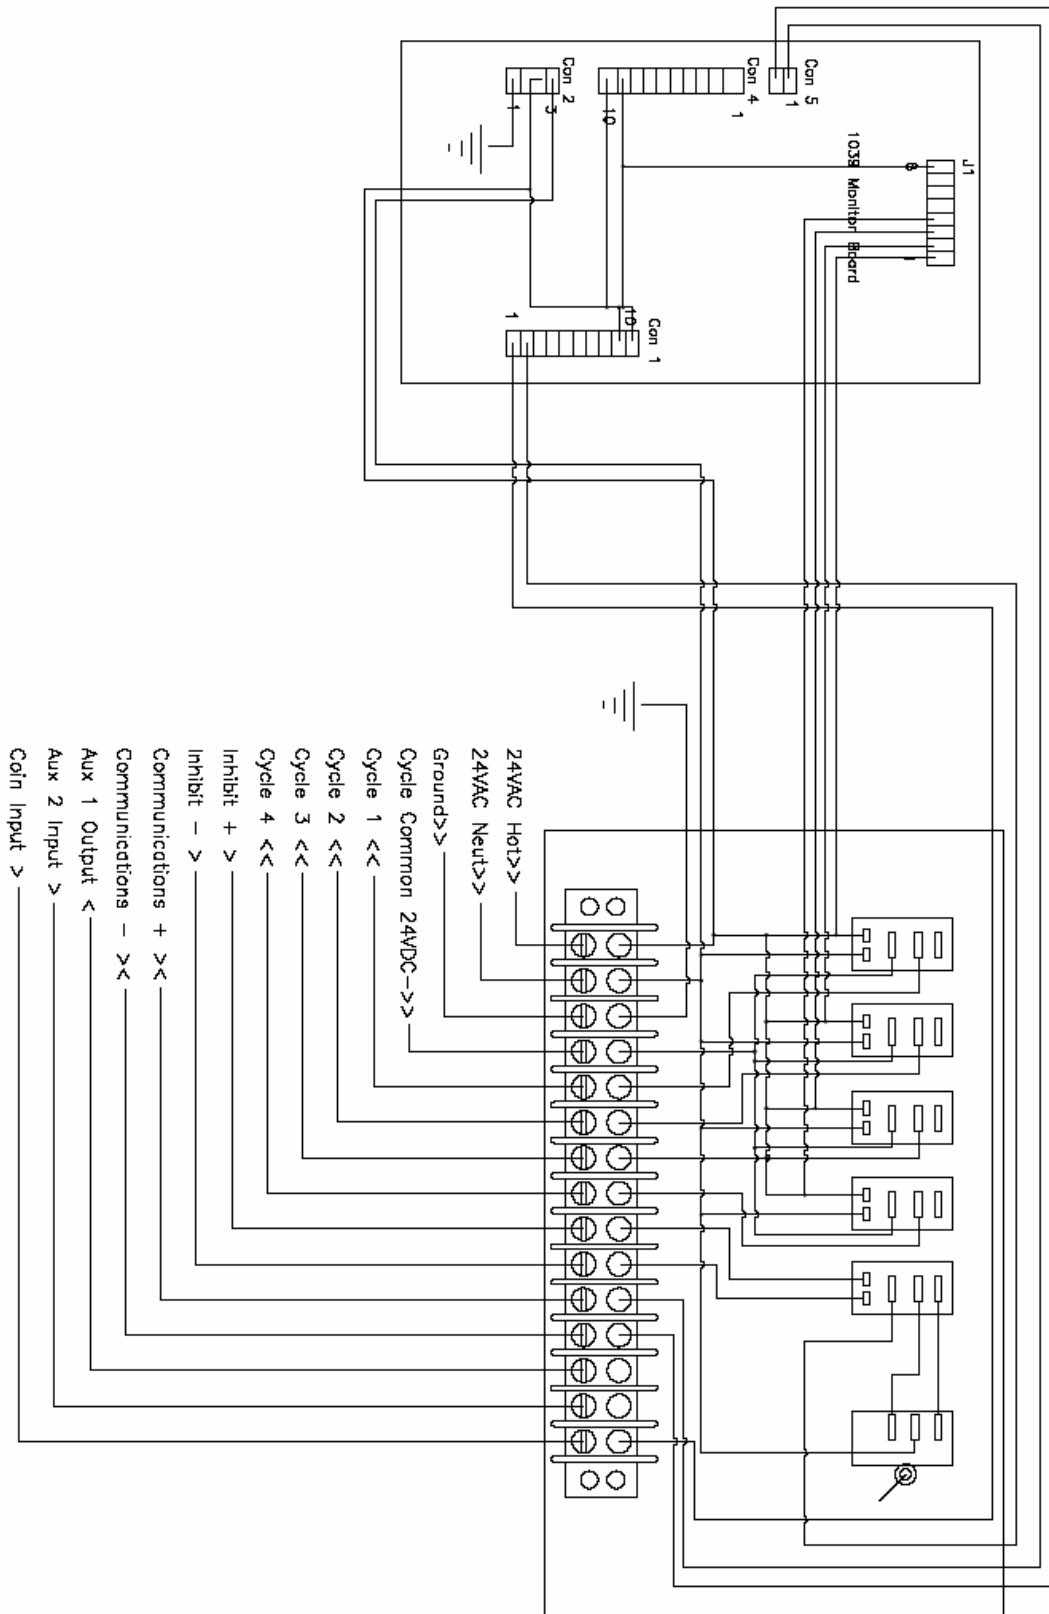 Con 5
1
Con 2
1
3
Con 4
10
1
J1
8
1
1039 Monitor Board
Con 1
1
10
24VAC Hot>>
24VAC Neut>>
Ground>>
Cycle Common 24VDC->>
Cycle 1 <<
Cycle 2 <<
Cycle 3 <<
Cycle 4 <<
Inhibit + >
Inhibit - >
Communications + ><
Communications - ><
Aux 1 Output <
Aux 2 Input >
Coin Input >